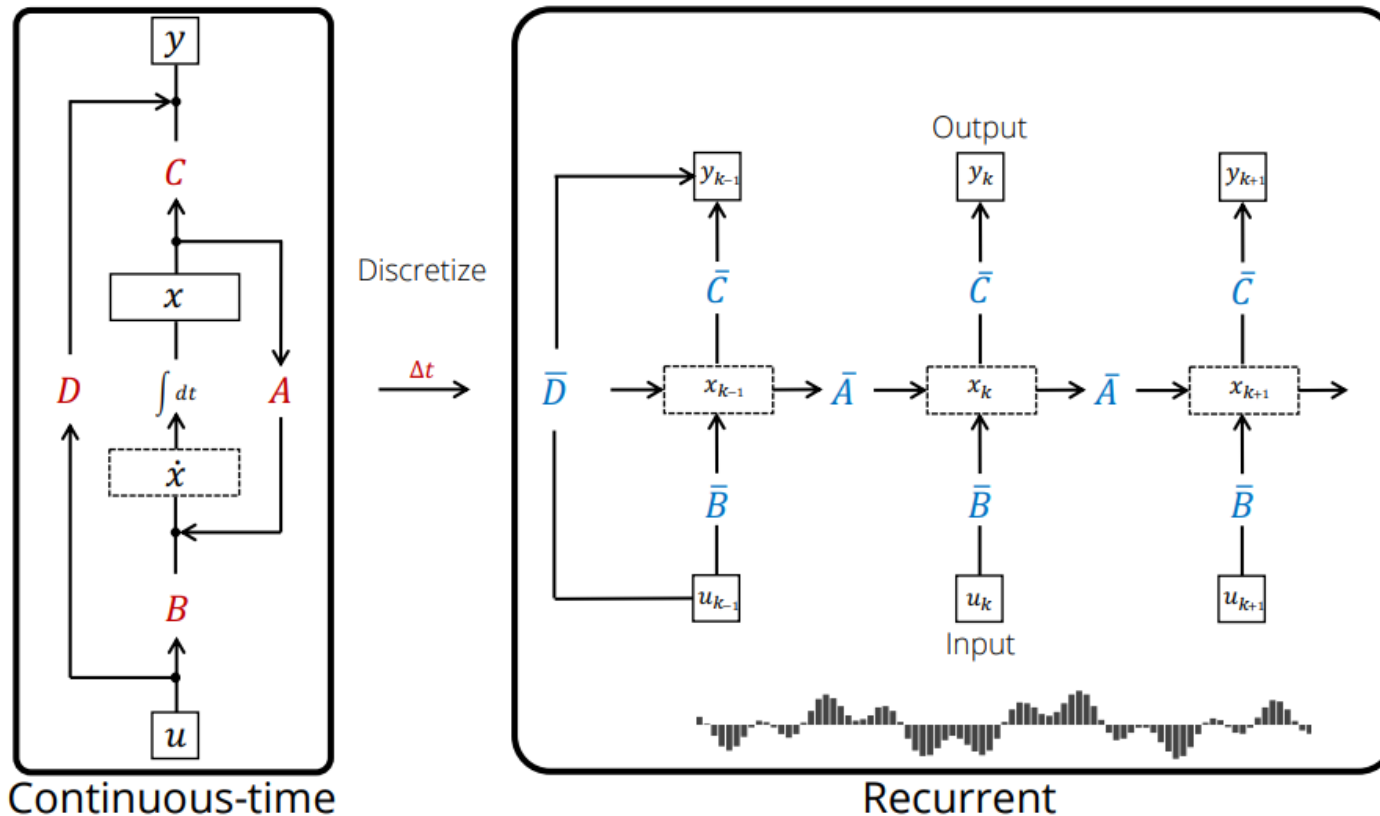 y
C
x
D
∫ dt
A
ẋ
B
u
Continuous-time
Discretize
Δt
Output
y_{k-1}
y_k
y_{k+1}
C̄
C̄
C̄
D̄
x_{k-1}
Ā
x_k
Ā
x_{k+1}
B̄
B̄
B̄
u_{k-1}
u_k
u_{k+1}
Input
Recurrent